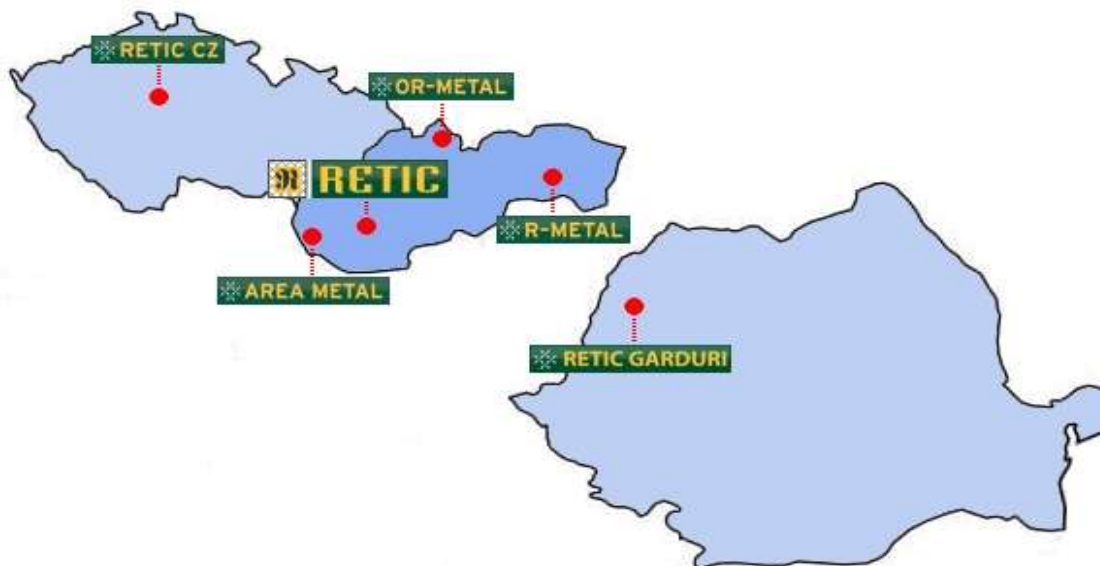 RETIC CZ
OR-METAL
RETIC
R-METAL
AREA METAL
RETIC GARDURI